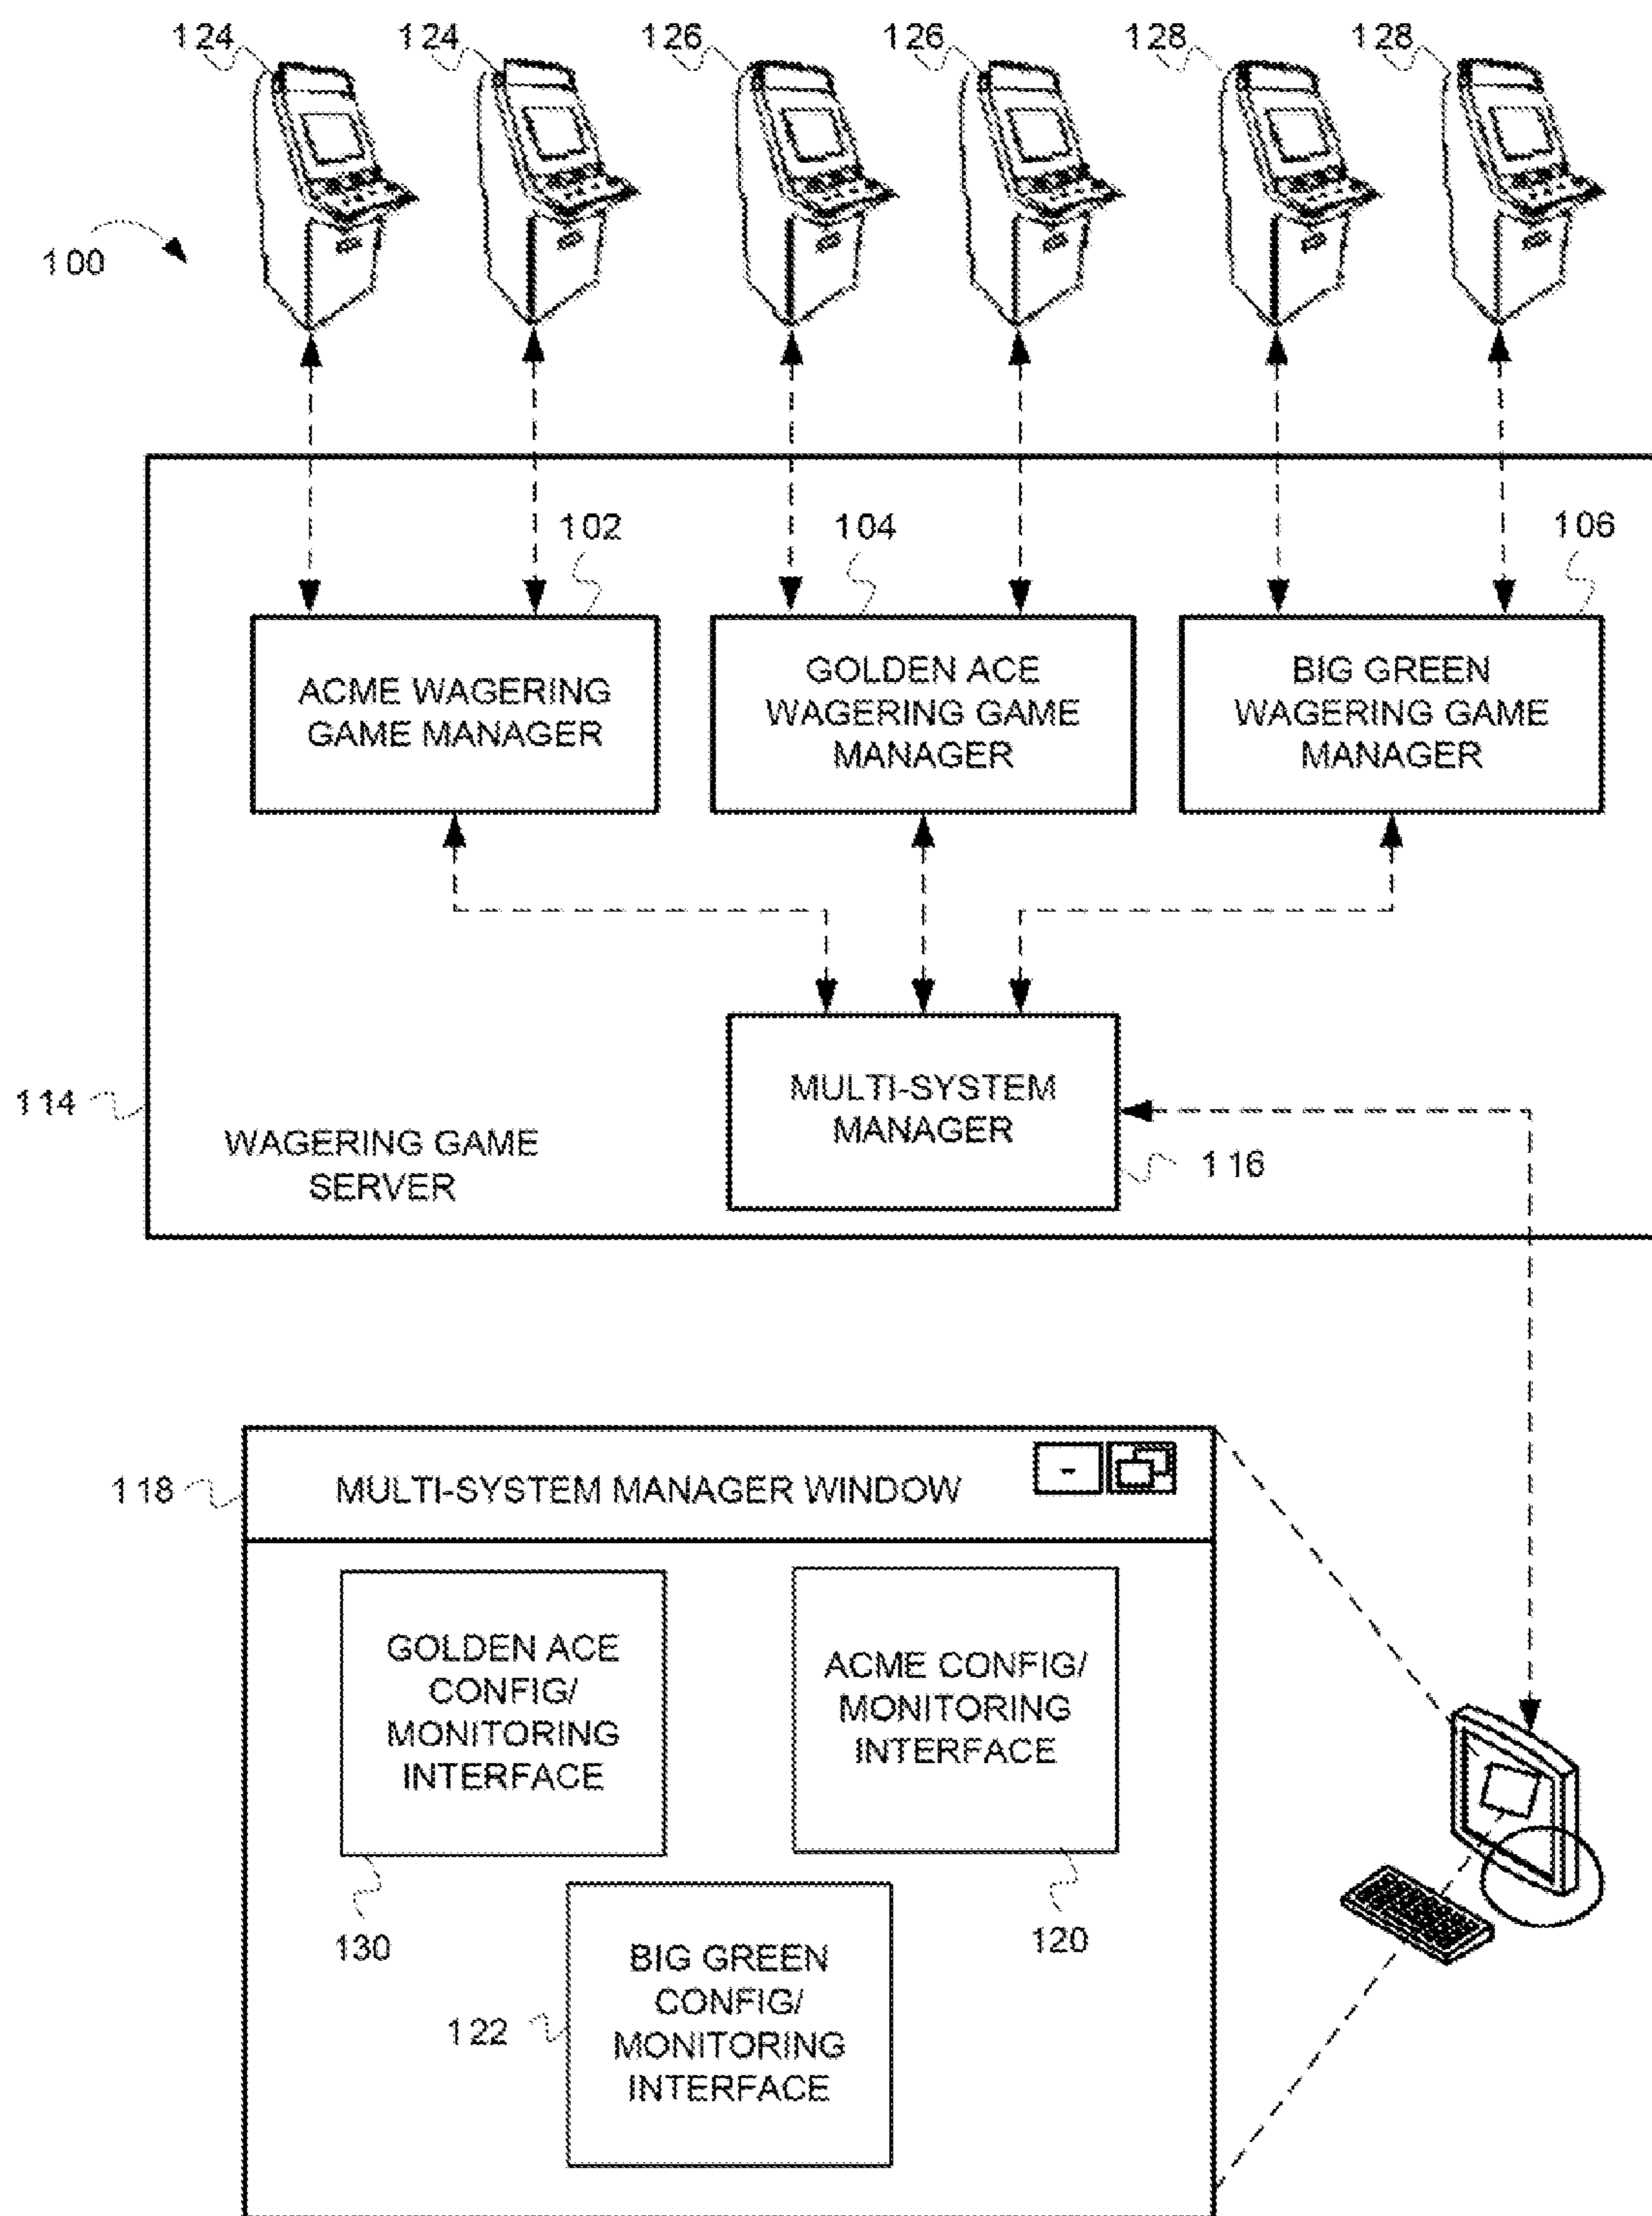 124 124 126 126 128 128
100
102 104 106
ACME WAGERING
GAME MANAGER
GOLDEN ACE
WAGERING GAME
MANAGER
BIG GREEN
WAGERING GAME
MANAGER
MULTI-SYSTEM
MANAGER
114
116
WAGERING GAME
SERVER
118
MULTI-SYSTEM MANAGER WINDOW
-
GOLDEN ACE
CONFIG/
MONITORING
INTERFACE
ACME CONFIG/
MONITORING
INTERFACE
130
120
BIG GREEN
CONFIG/
MONITORING
INTERFACE
122